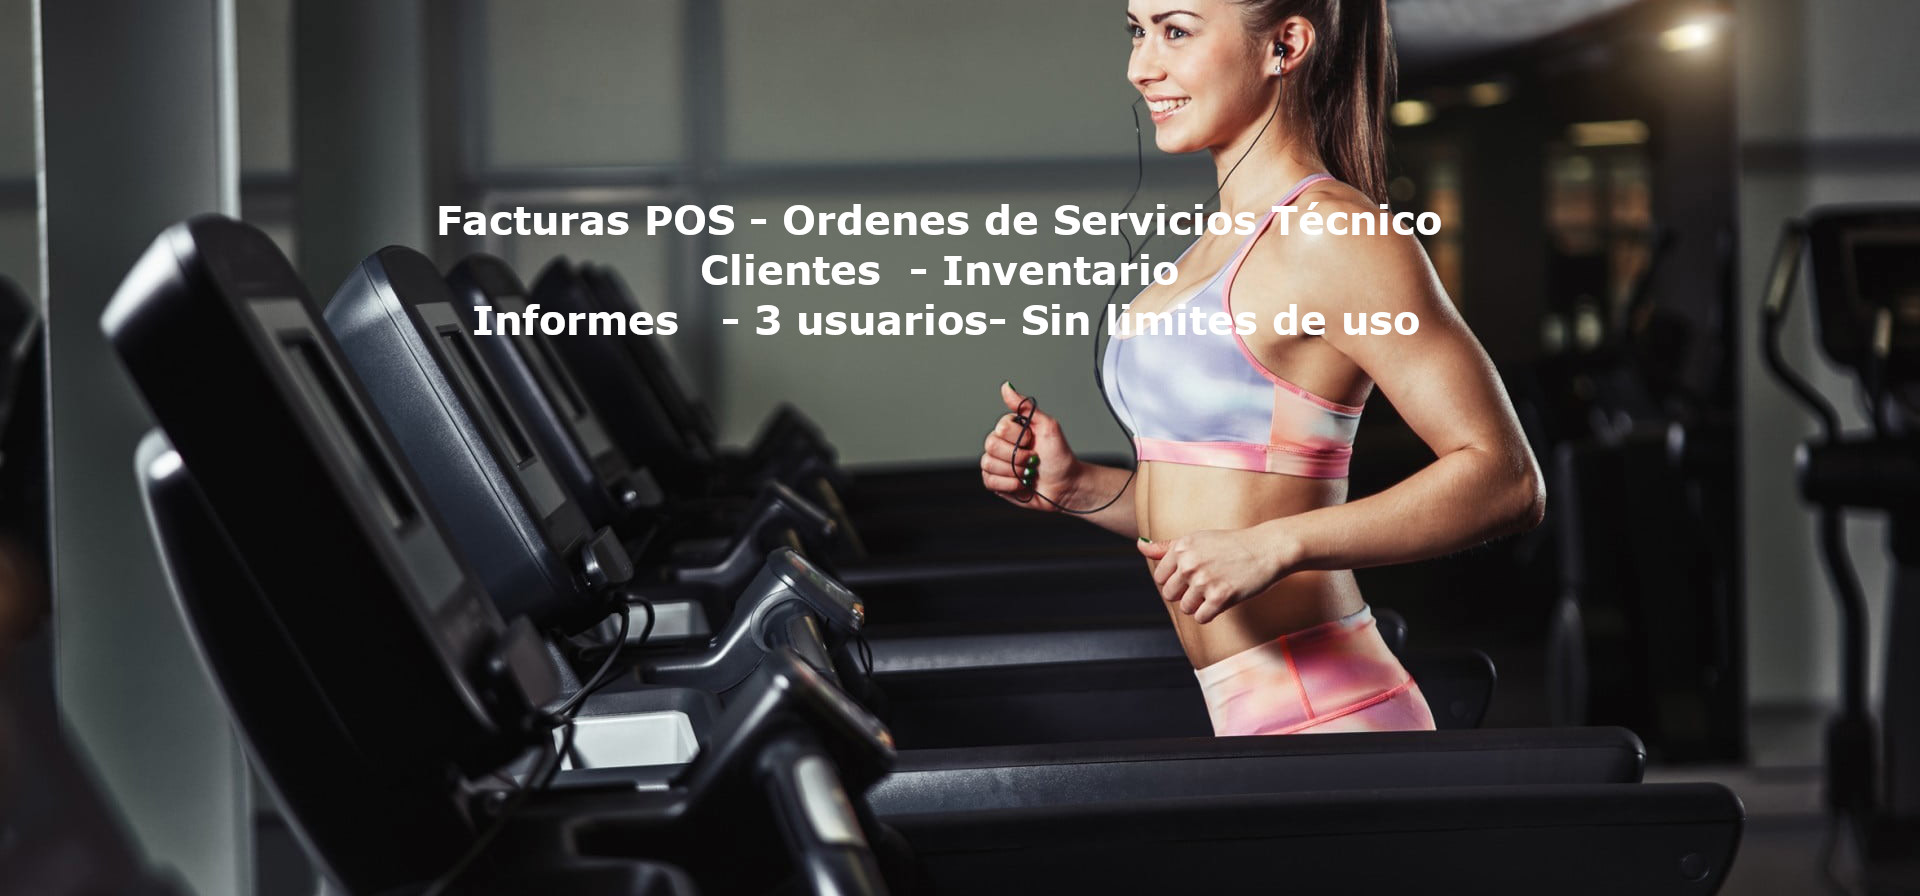 Facturas POS - Ordenes de Servicios Técnico
Clientes - Inventario
Informes - 3 usuarios- Sin limites de uso